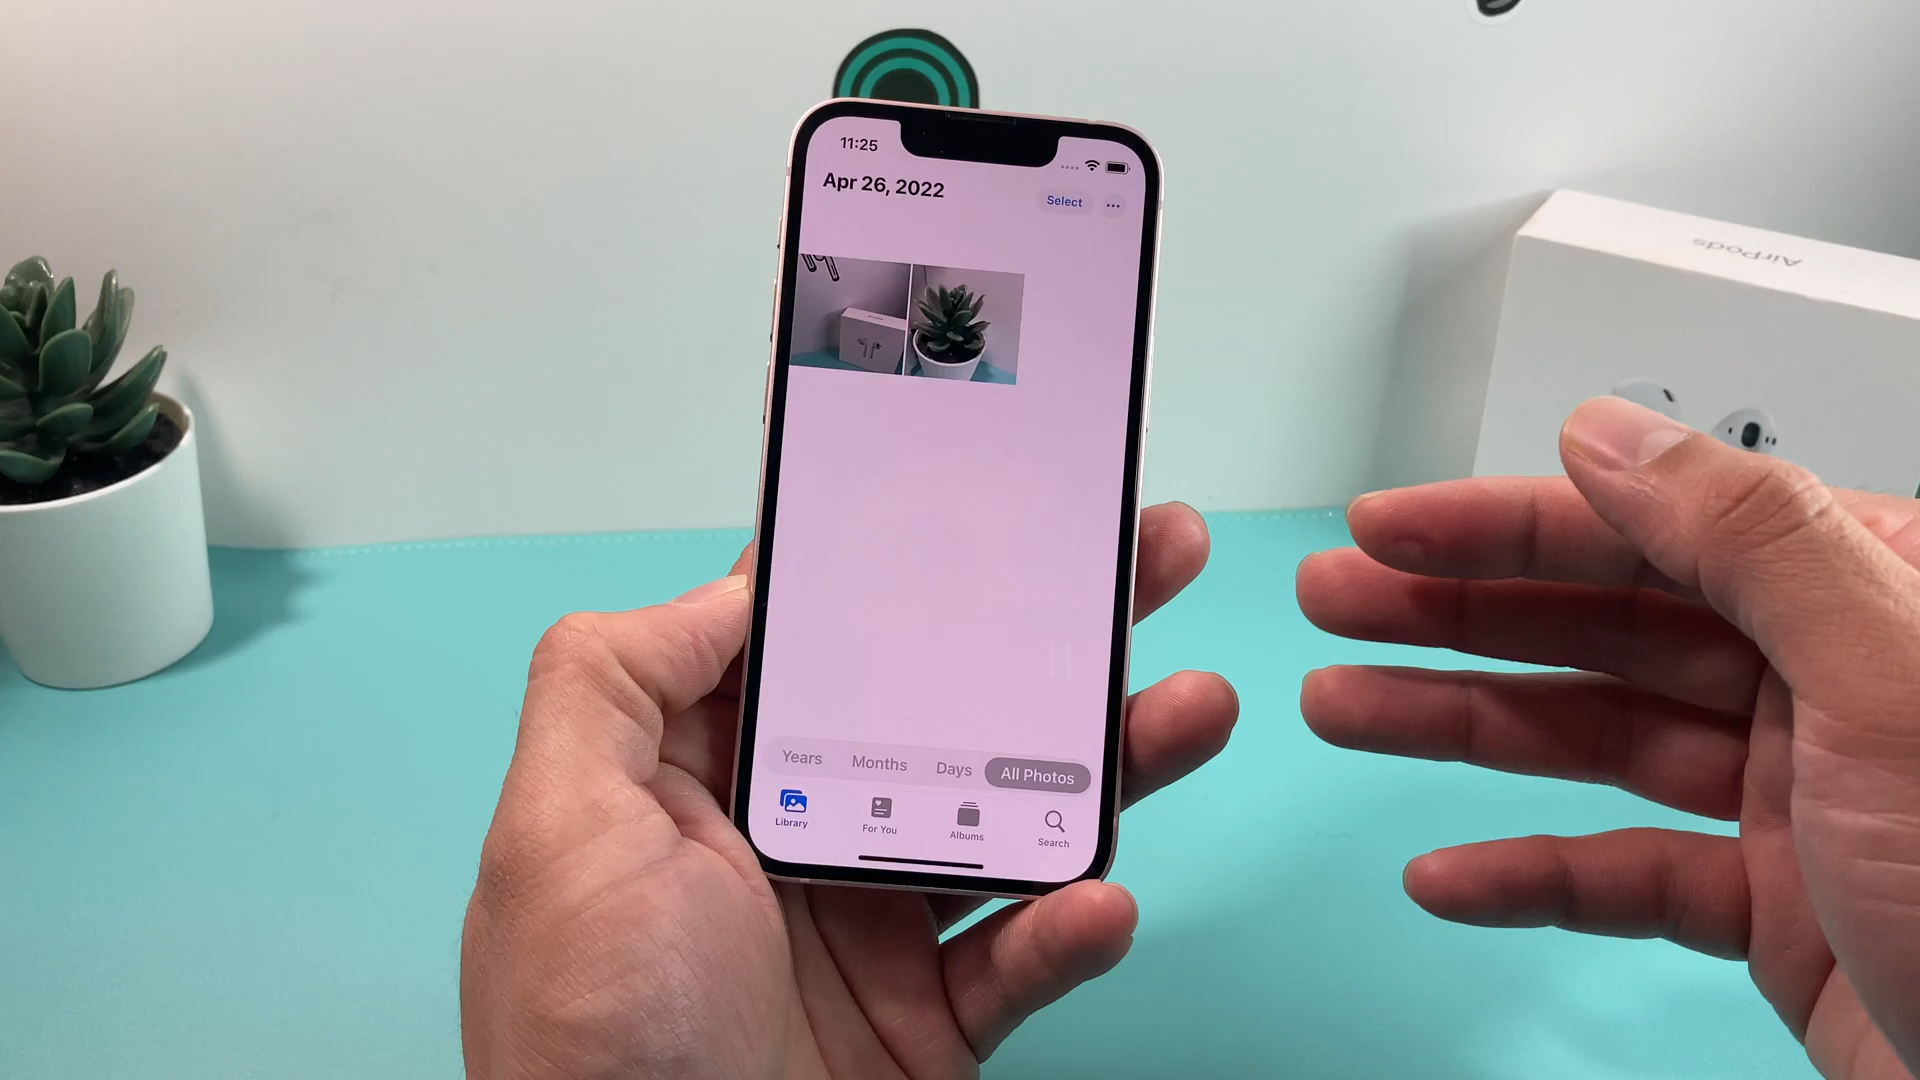 11:25
Apr 26, 2022
Select
AirPods
Years Months Days All Photos
Library For You Albums Search